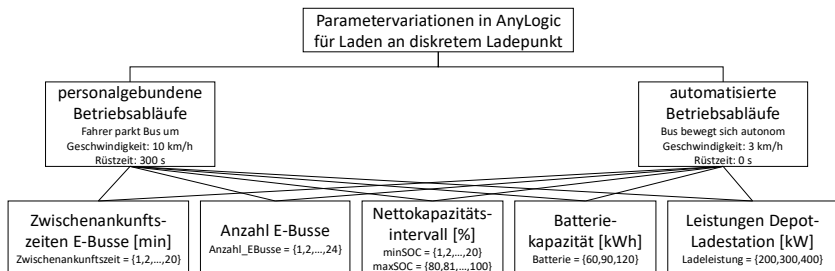 Parametervariationen in AnyLogic
für Laden an diskretem Ladepunkt
personalgebundene
Betriebsabläufe
Fahrer parkt Bus um
Geschwindigkeit: 10 km/h
Rüstzeit: 300 s
automatisierte
Betriebsabläufe
Bus bewegt sich autonom
Geschwindigkeit: 3 km/h
Rüstzeit: 0 s
Zwischenankunfts-
zeiten E-Busse [min]
Zwischenankunftszeit = {1,2,...,20}
Anzahl E-Busse
Anzahl_EBusse = {1,2,...,24}
Nettokapazitäts-
intervall [%]
minSOC = {1,2,...,20}
maxSOC = {80,81,...,100}
Batterie-
kapazität [kWh]
Batterie = {60,90,120}
Leistungen Depot-
Ladestation [kW]
Ladeleistung = {200,300,400}